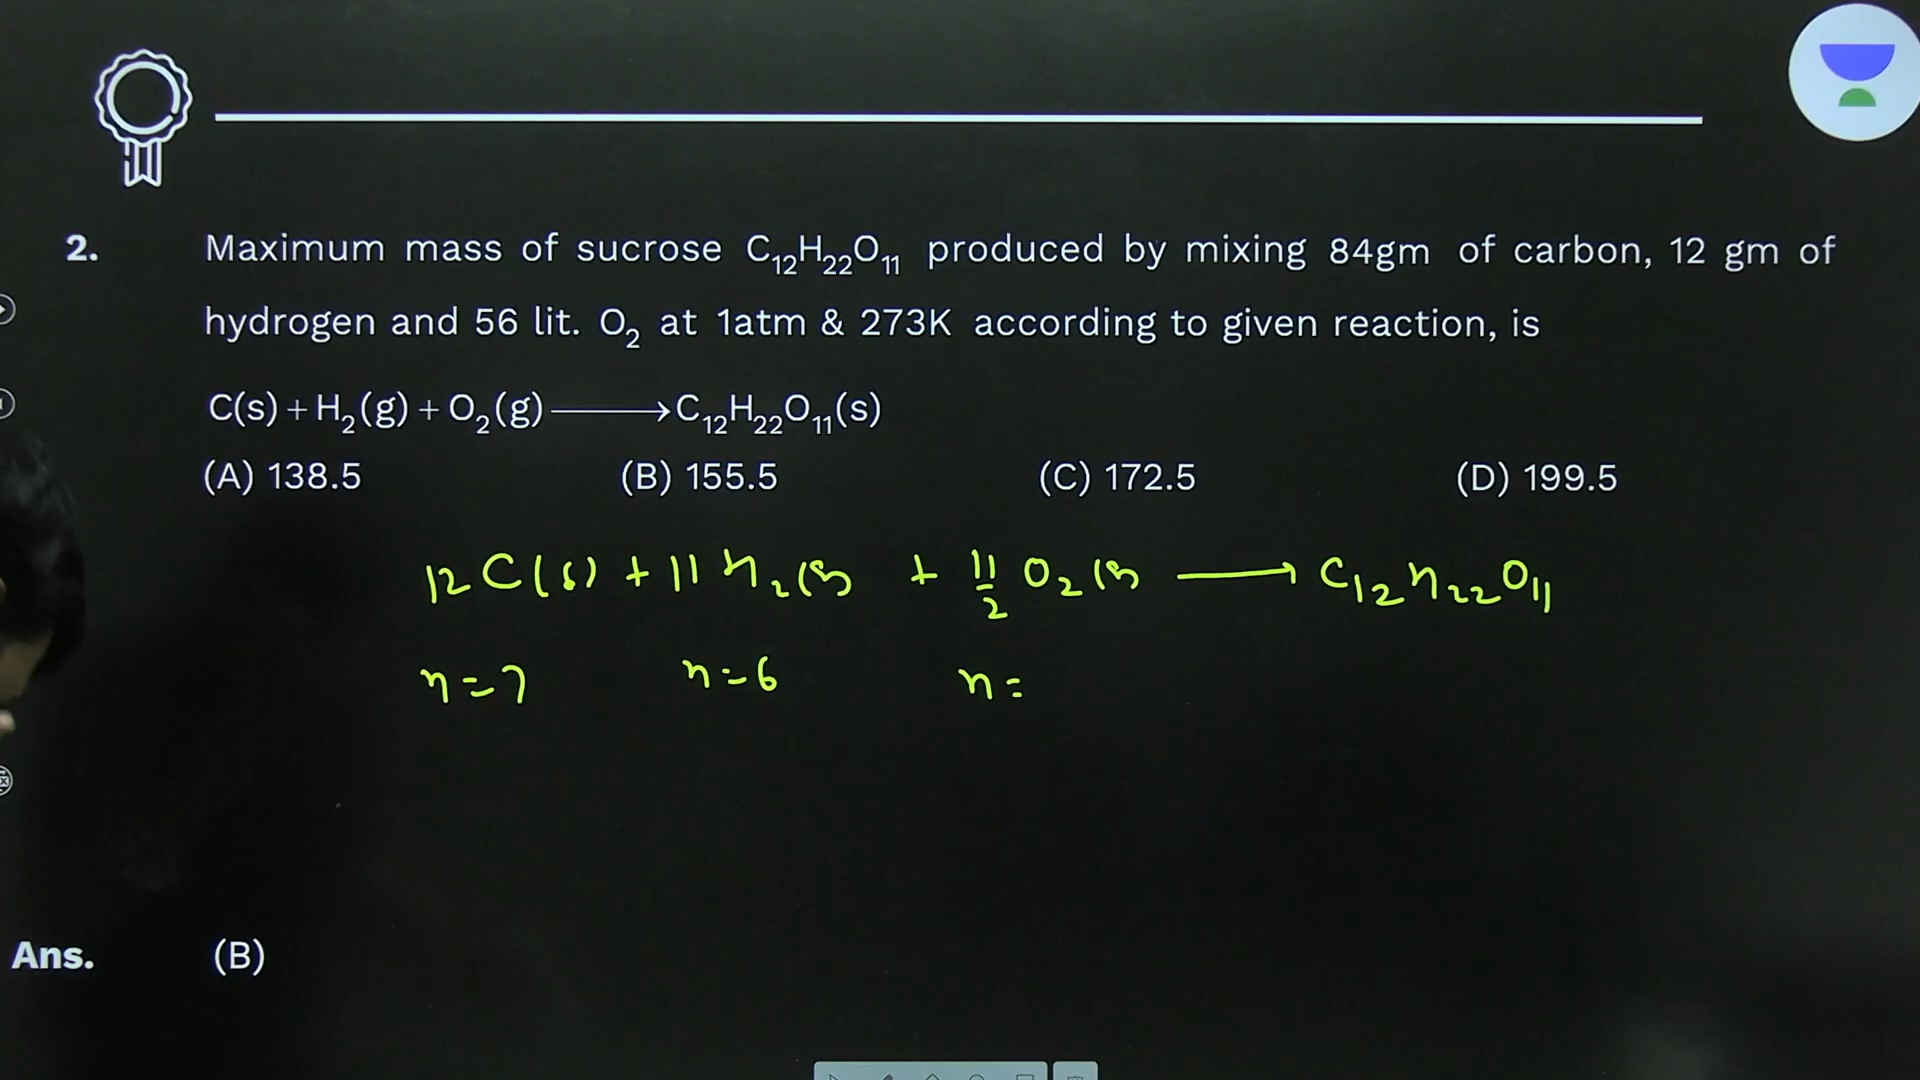 2. Maximum mass of sucrose C₁₂H₂₂O₁₁ produced by mixing 84gm of carbon, 12 gm of
hydrogen and 56 lit. O₂ at 1atm & 273K according to given reaction, is
C(s) + H₂(g) + O₂(g) ⟶ C₁₂H₂₂O₁₁(s)
(A) 138.5 (B) 155.5 (C) 172.5 (D) 199.5
12 C(s) + 11 H₂(g) + 11/2 O₂(g) ⟶ C₁₂H₂₂O₁₁
n = 7 n = 6 n =
Ans. (B)